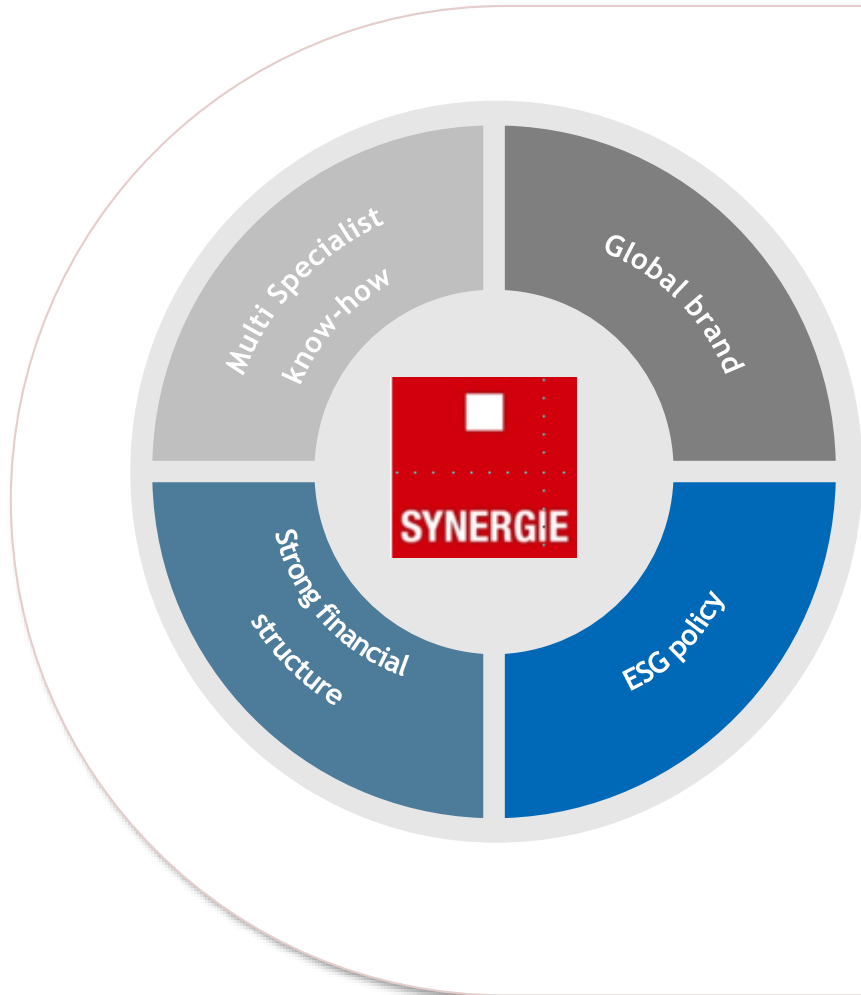 Multi Specialist
know-how
Global brand
SYNERGIE
Strong financial
structure
ESG policy